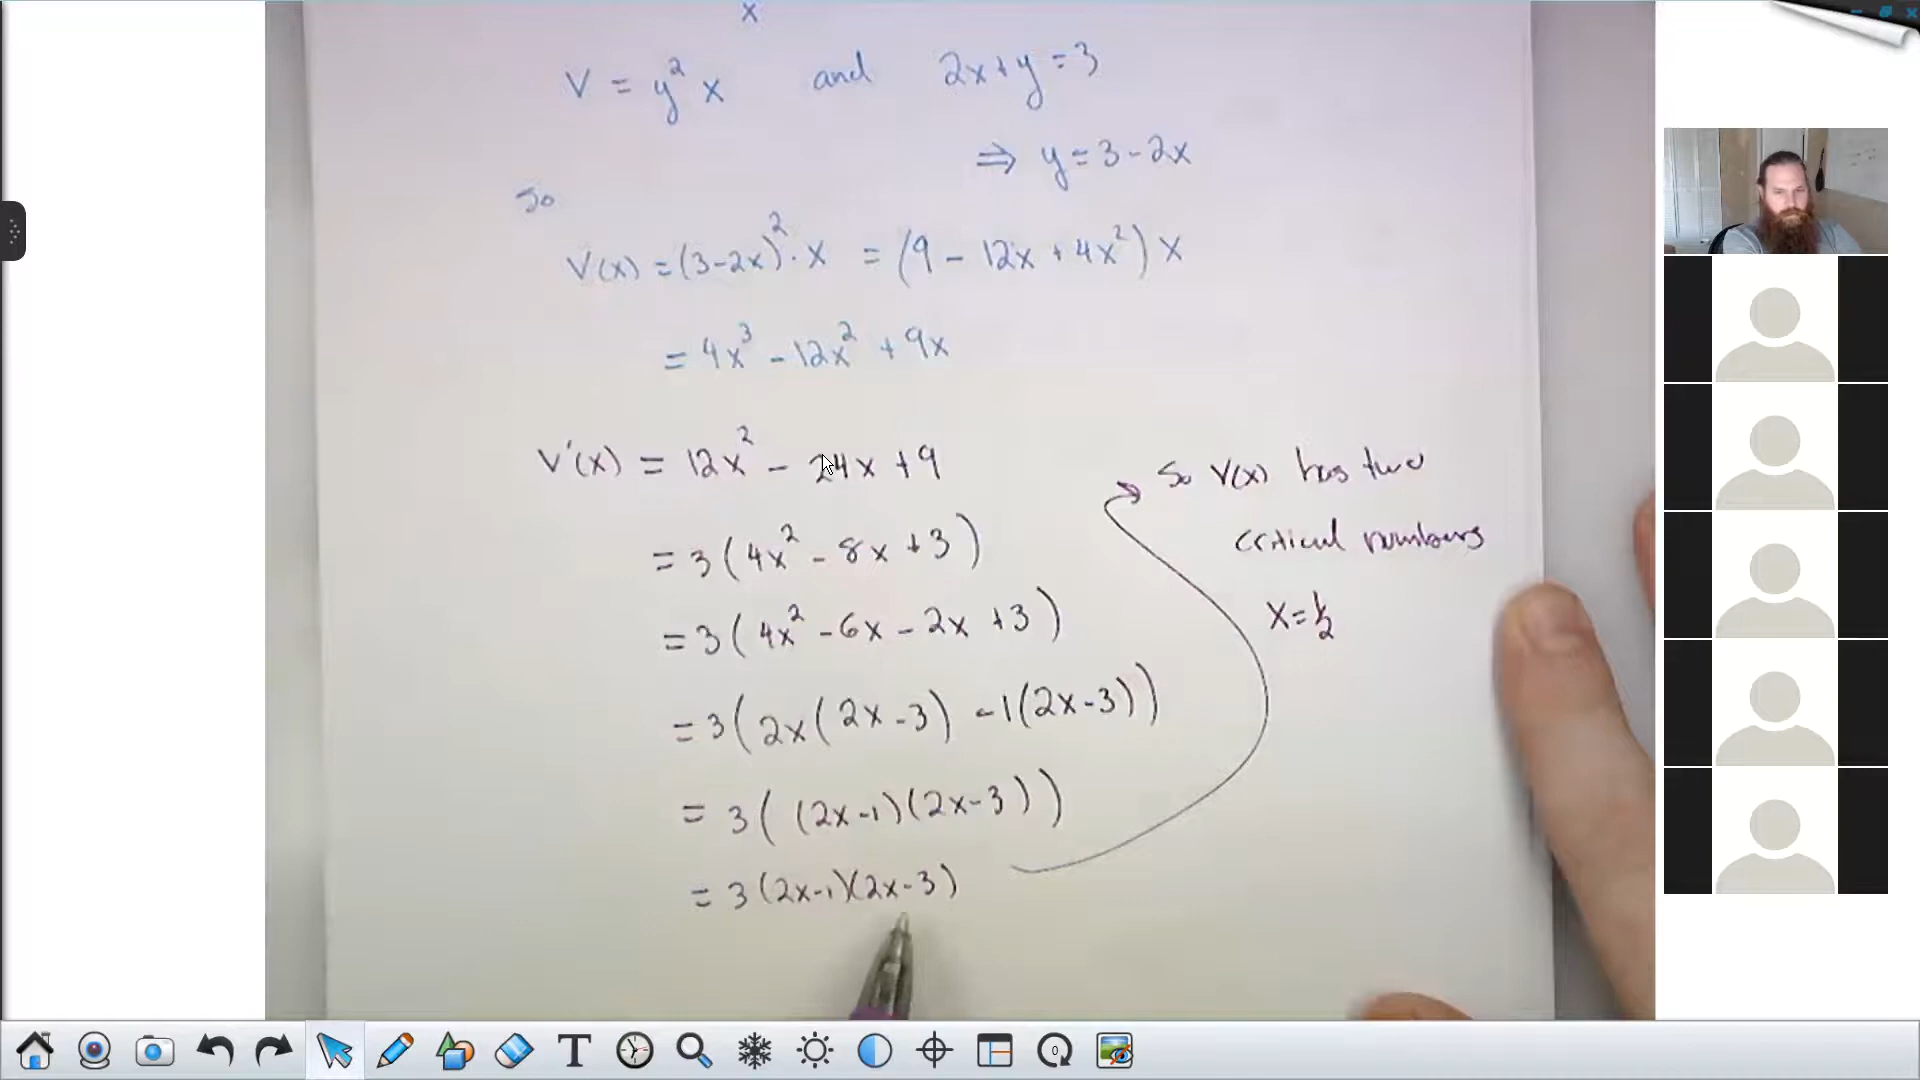 x
V = y² x and 2x+y=3
⇒ y=3-2x
So
V(x) = (3-2x)² · x = (9 - 12x + 4x²) x
= 4x³ - 12x² + 9x
V'(x) = 12x² - 24x + 9
= 3(4x² - 8x + 3)
= 3(4x² - 6x - 2x + 3)
= 3(2x(2x-3) - 1(2x-3))
= 3((2x-1)(2x-3))
= 3(2x-1)(2x-3)
So V(x) has two
critical numbers
x = 1/2
T
0